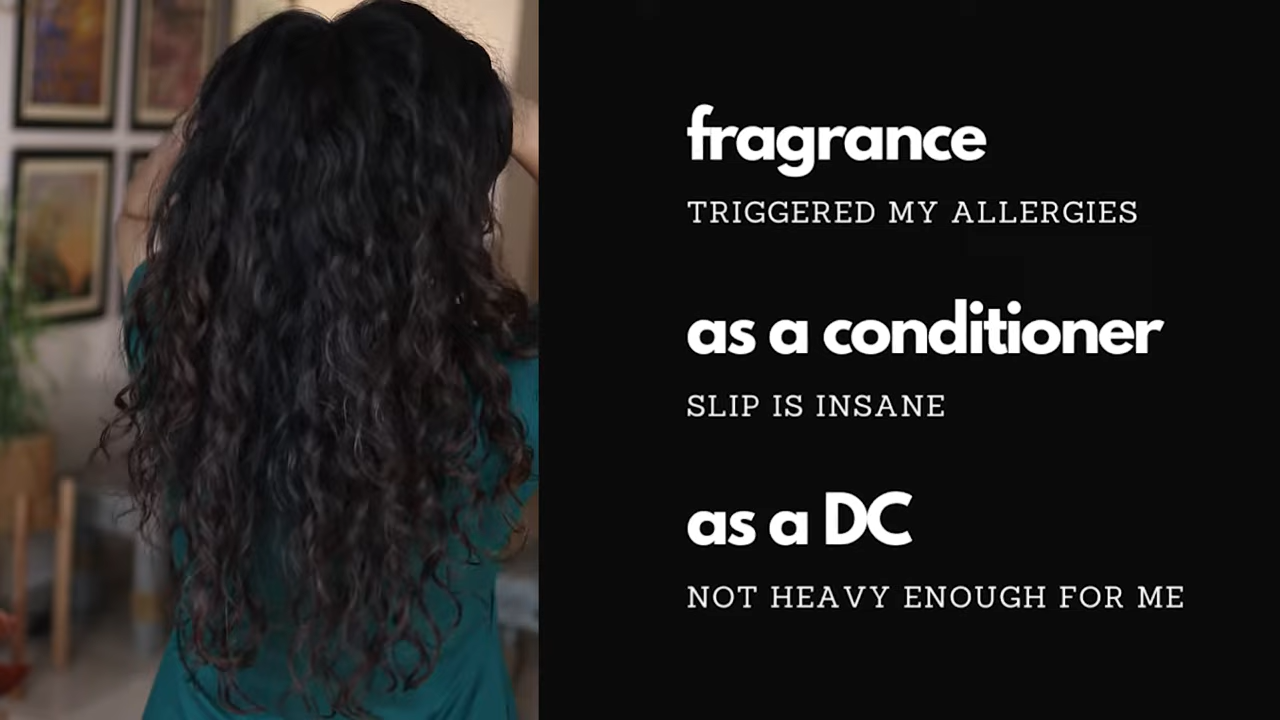 fragrance
TRIGGERED MY ALLERGIES
as a conditioner
SLIP IS INSANE
as a DC
NOT HEAVY ENOUGH FOR ME